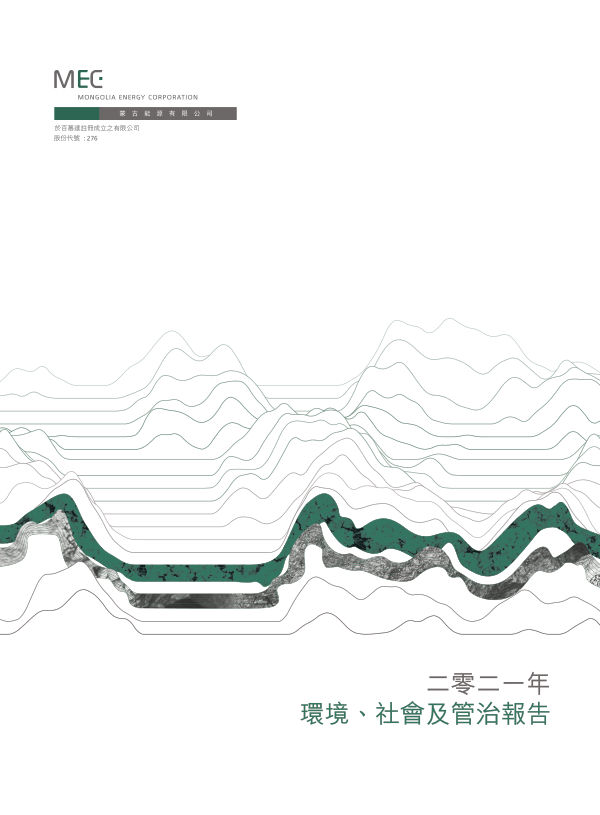 MEC
MONGOLIA ENERGY CORPORATION
蒙古能源有限公司
於百慕達註冊成立之有限公司
股份代號 : 276
二零二一年
環境、社會及管治報告